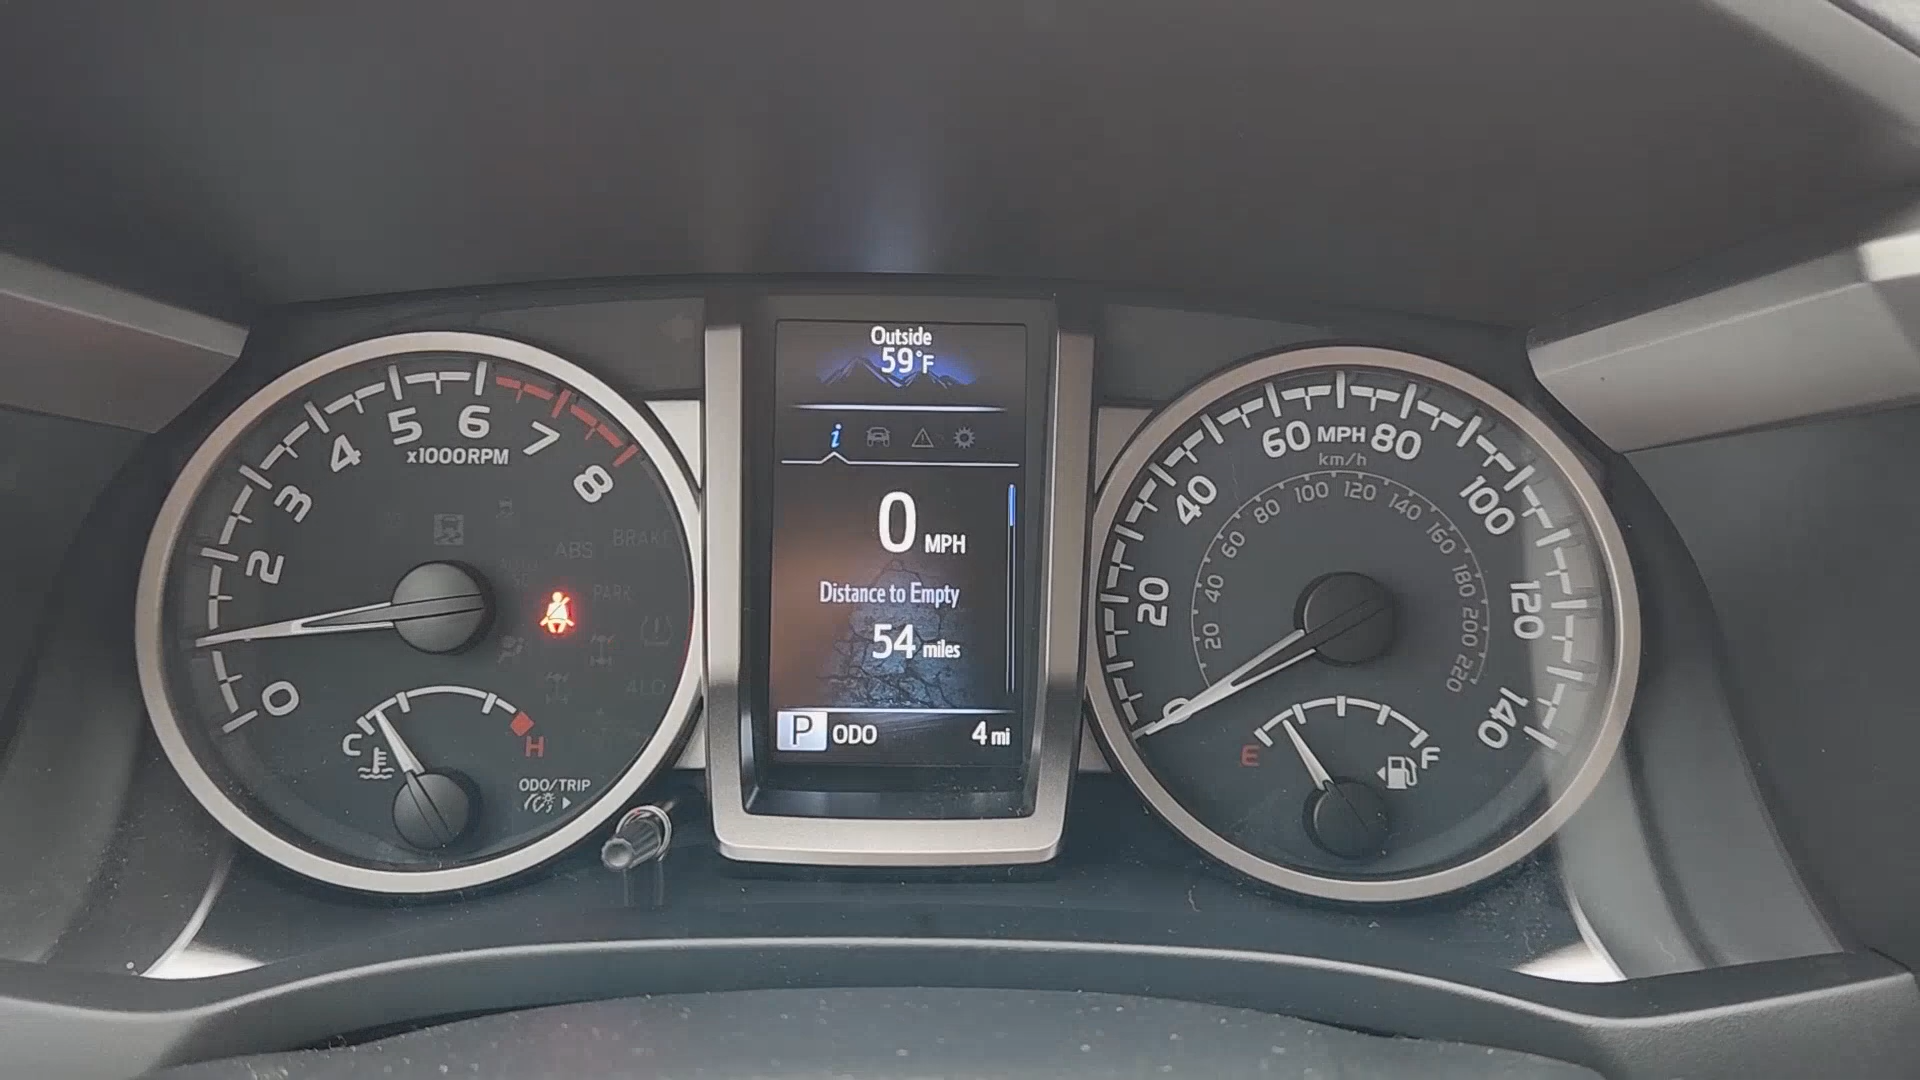 Outside
59°F
i
0 MPH
Distance to Empty
54 miles
P ODO 4 mi
0 2 3 4 5 6 7 8
x1000RPM
ABS
BRAKE
PARK
C H
ODO/TRIP
0 20 40 60 MPH 80 100 120 140
km/h
20 40 60 80 100 120 140 160 180 200 220
E F